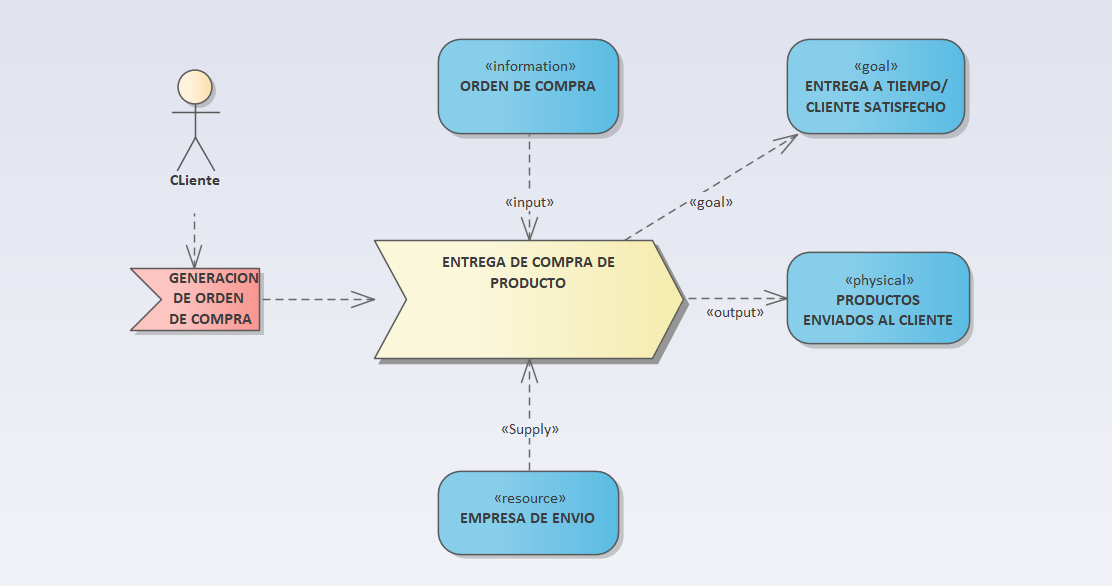 «information»
ORDEN DE COMPRA
«goal»
ENTREGA A TIEMPO/
CLIENTE SATISFECHO
CLiente
«input»
«goal»
GENERACION
DE ORDEN
DE COMPRA
ENTREGA DE COMPRA DE
PRODUCTO
«output»
«physical»
PRODUCTOS
ENVIADOS AL CLIENTE
«Supply»
«resource»
EMPRESA DE ENVIO